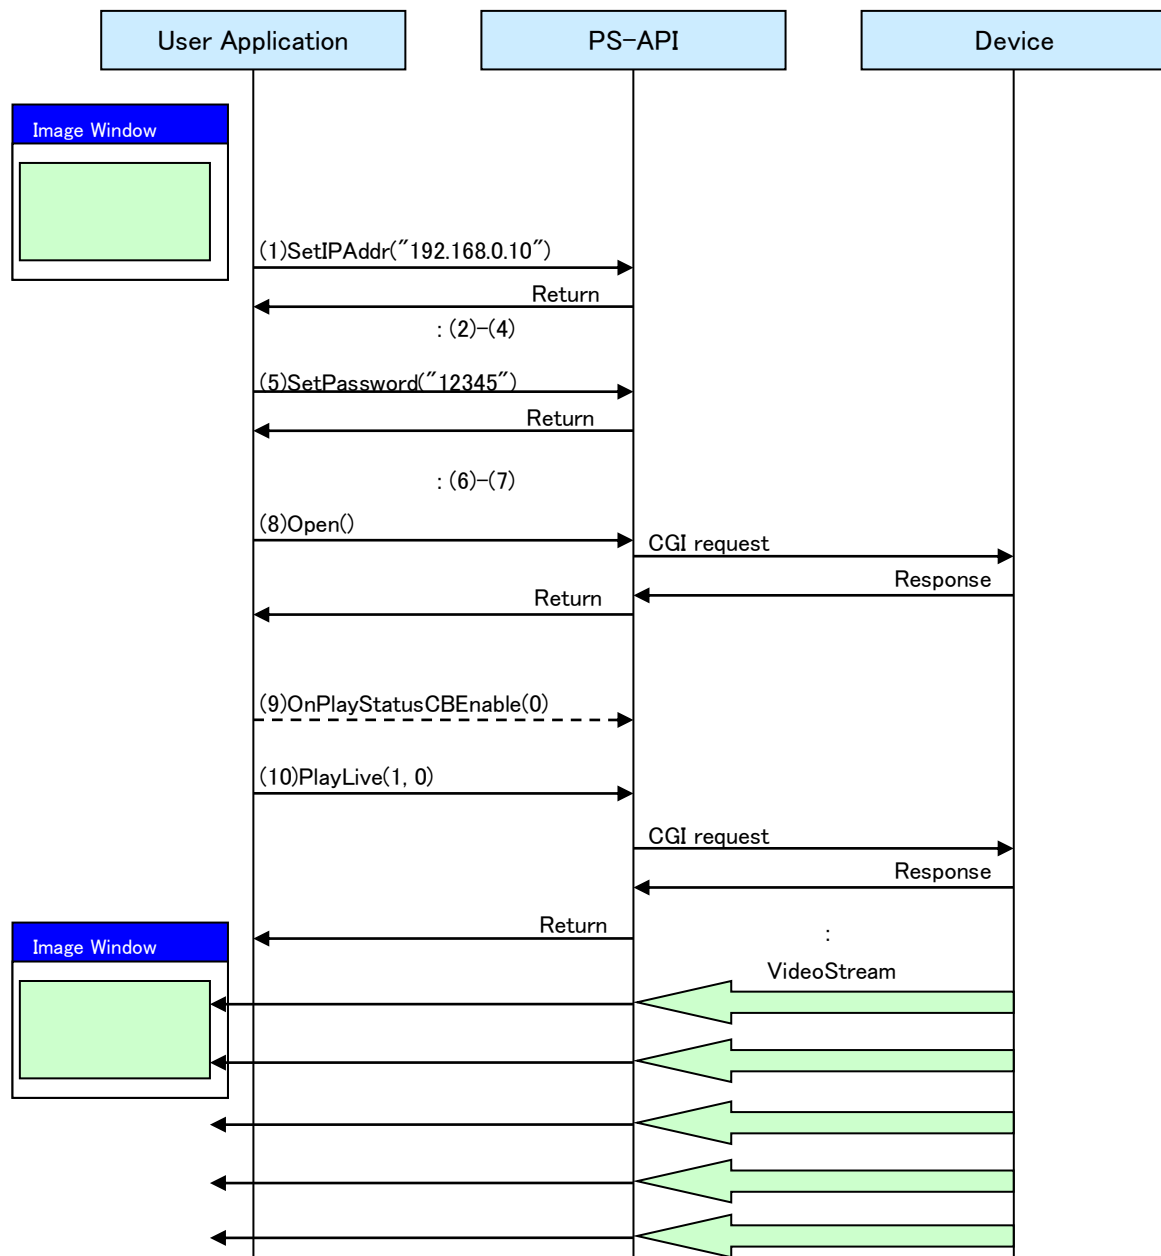 User Application
PS-API
Device
Image Window
(1)SetIPAddr("192.168.0.10")
Return
: (2)-(4)
(5)SetPassword("12345")
Return
: (6)-(7)
(8)Open()
CGI request
Response
Return
(9)OnPlayStatusCBEnable(0)
(10)PlayLive(1, 0)
CGI request
Response
Return
:
Image Window
VideoStream